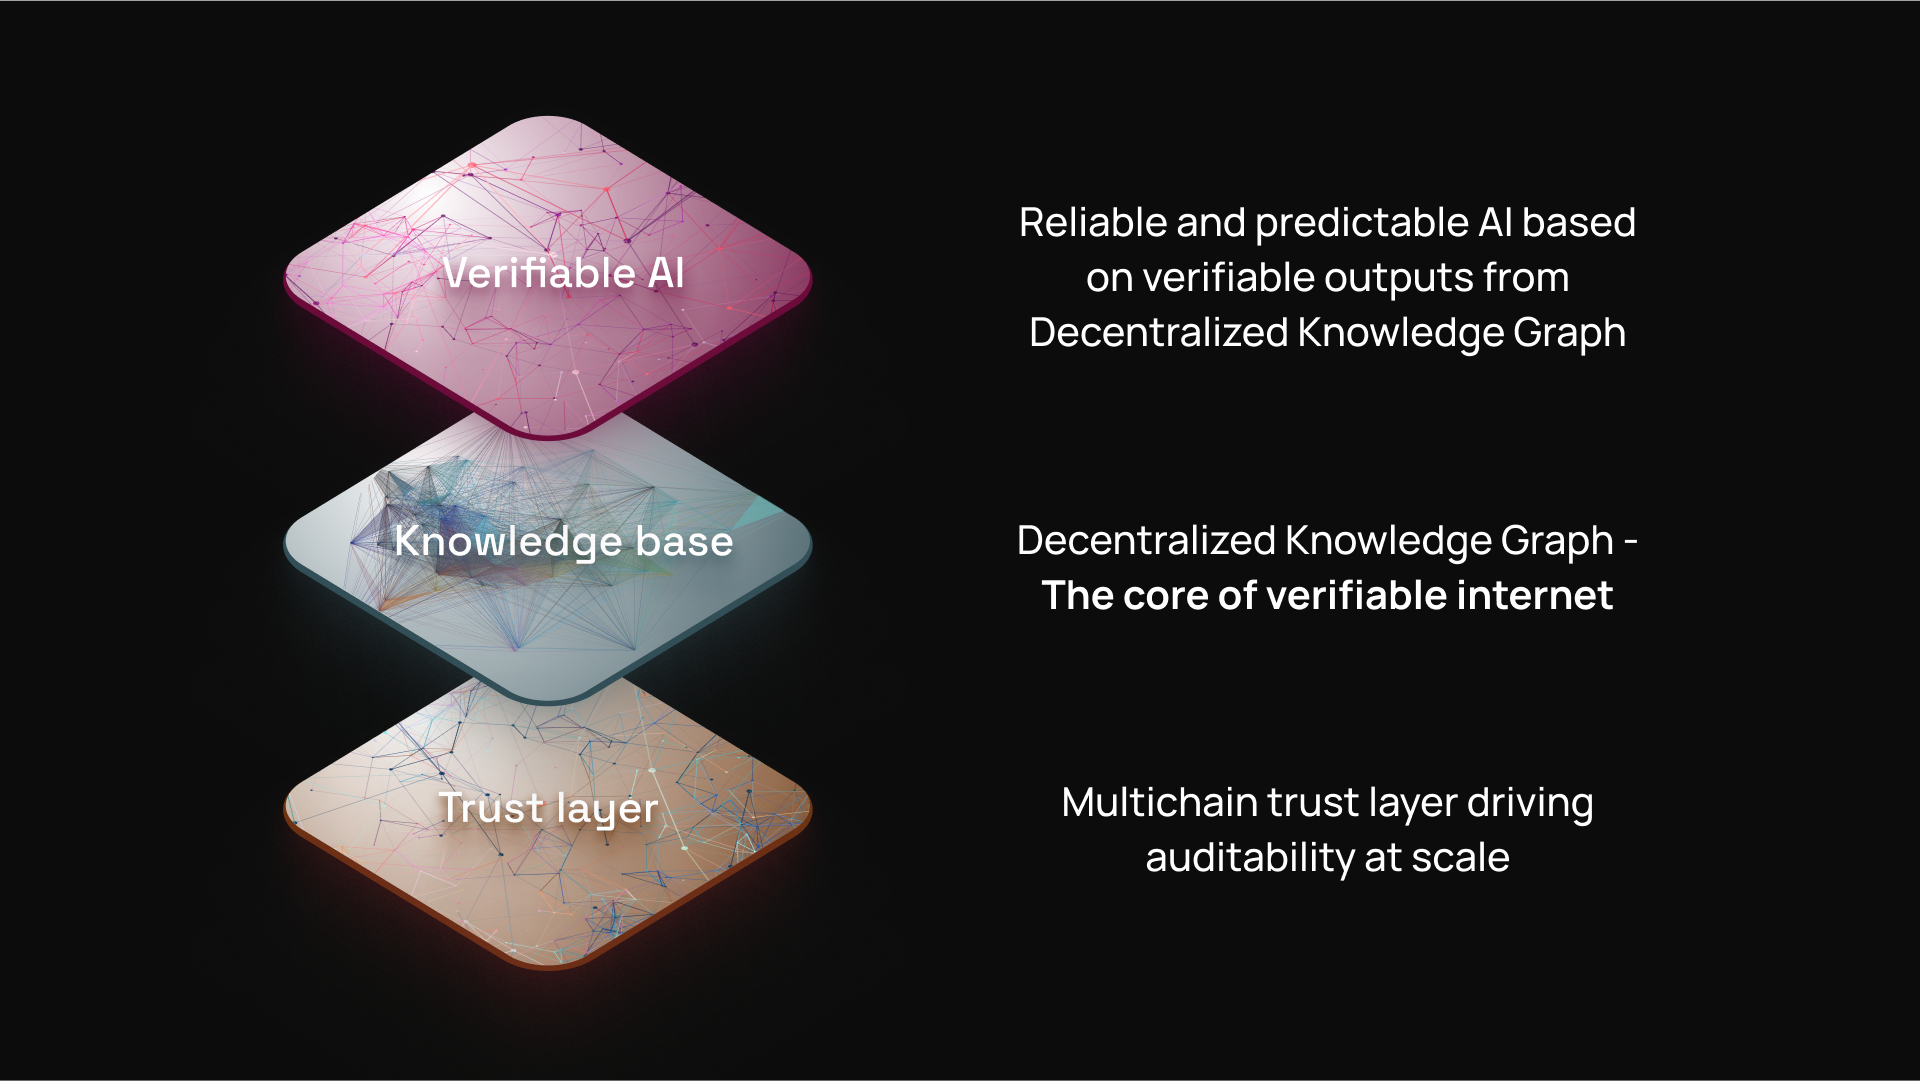 Verifiable AI
Reliable and predictable AI based
on verifiable outputs from
Decentralized Knowledge Graph
Knowledge base
Decentralized Knowledge Graph -
The core of verifiable internet
Trust layer
Multichain trust layer driving
auditability at scale